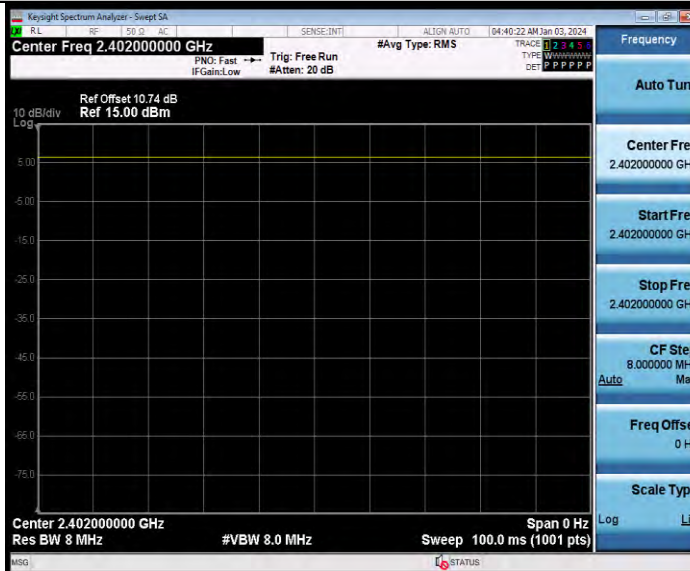 Keysight Spectrum Analyzer - Swept SA
RL RF 50 Ω AC SENSE:INT ALIGN AUTO 04:40:22 AM Jan 03, 2024
Center Freq 2.402000000 GHz
#Avg Type: RMS
TRACE 1 2 3 4 5 6
PNO: Fast Trig: Free Run
TYPE WWWWWW
IFGain:Low #Atten: 20 dB
DET P P P P P P
Frequency
Auto Tun
Ref Offset 10.74 dB
10 dB/div Ref 15.00 dBm
Log
5.00
-5.00
-15.0
-25.0
-35.0
-45.0
-55.0
-65.0
-75.0
Center Fre
2.402000000 GH
Start Fre
2.402000000 GH
Stop Fre
2.402000000 GH
CF Ste
8.000000 MH
Auto Ma
Freq Offse
0 H
Scale Typ
Log Li
Center 2.402000000 GHz Span 0 Hz
Res BW 8 MHz #VBW 8.0 MHz Sweep 100.0 ms (1001 pts)
MSG STATUS